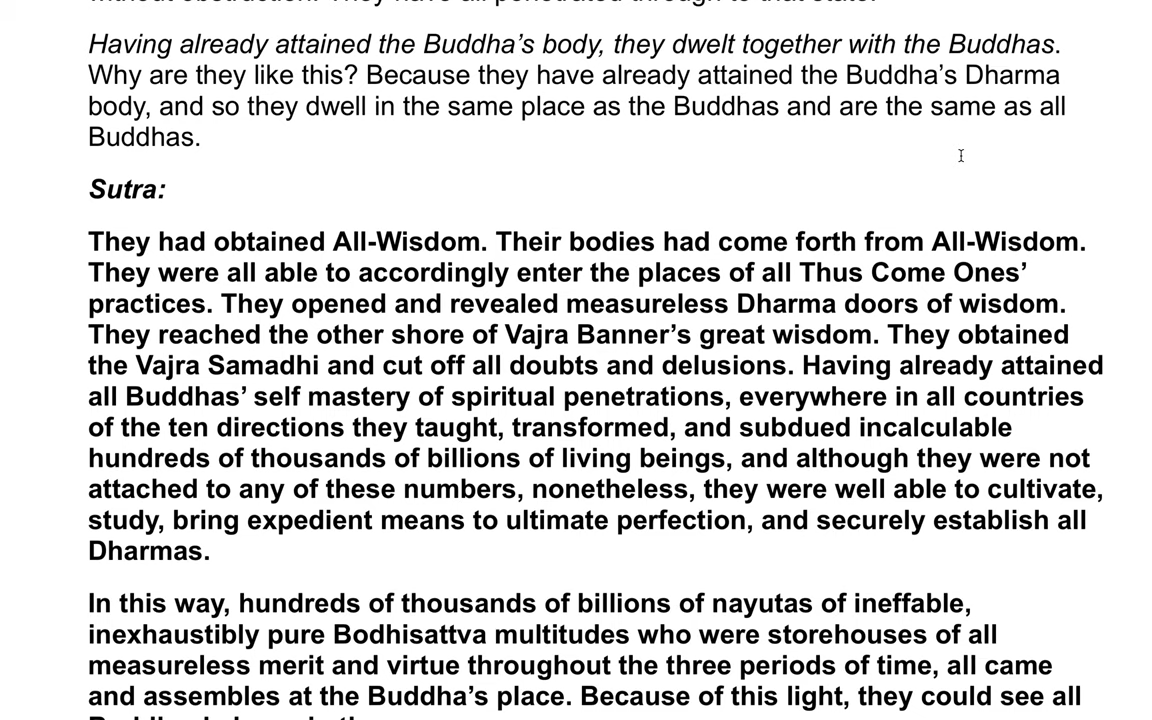 Having already attained the Buddha’s body, they dwelt together with the Buddhas.
Why are they like this? Because they have already attained the Buddha’s Dharma
body, and so they dwell in the same place as the Buddhas and are the same as all
Buddhas.
Sutra:
They had obtained All-Wisdom. Their bodies had come forth from All-Wisdom.
They were all able to accordingly enter the places of all Thus Come Ones’
practices. They opened and revealed measureless Dharma doors of wisdom.
They reached the other shore of Vajra Banner’s great wisdom. They obtained
the Vajra Samadhi and cut off all doubts and delusions. Having already attained
all Buddhas’ self mastery of spiritual penetrations, everywhere in all countries
of the ten directions they taught, transformed, and subdued incalculable
hundreds of thousands of billions of living beings, and although they were not
attached to any of these numbers, nonetheless, they were well able to cultivate,
study, bring expedient means to ultimate perfection, and securely establish all
Dharmas.
In this way, hundreds of thousands of billions of nayutas of ineffable,
inexhaustibly pure Bodhisattva multitudes who were storehouses of all
measureless merit and virtue throughout the three periods of time, all came
and assembles at the Buddha’s place. Because of this light, they could see all